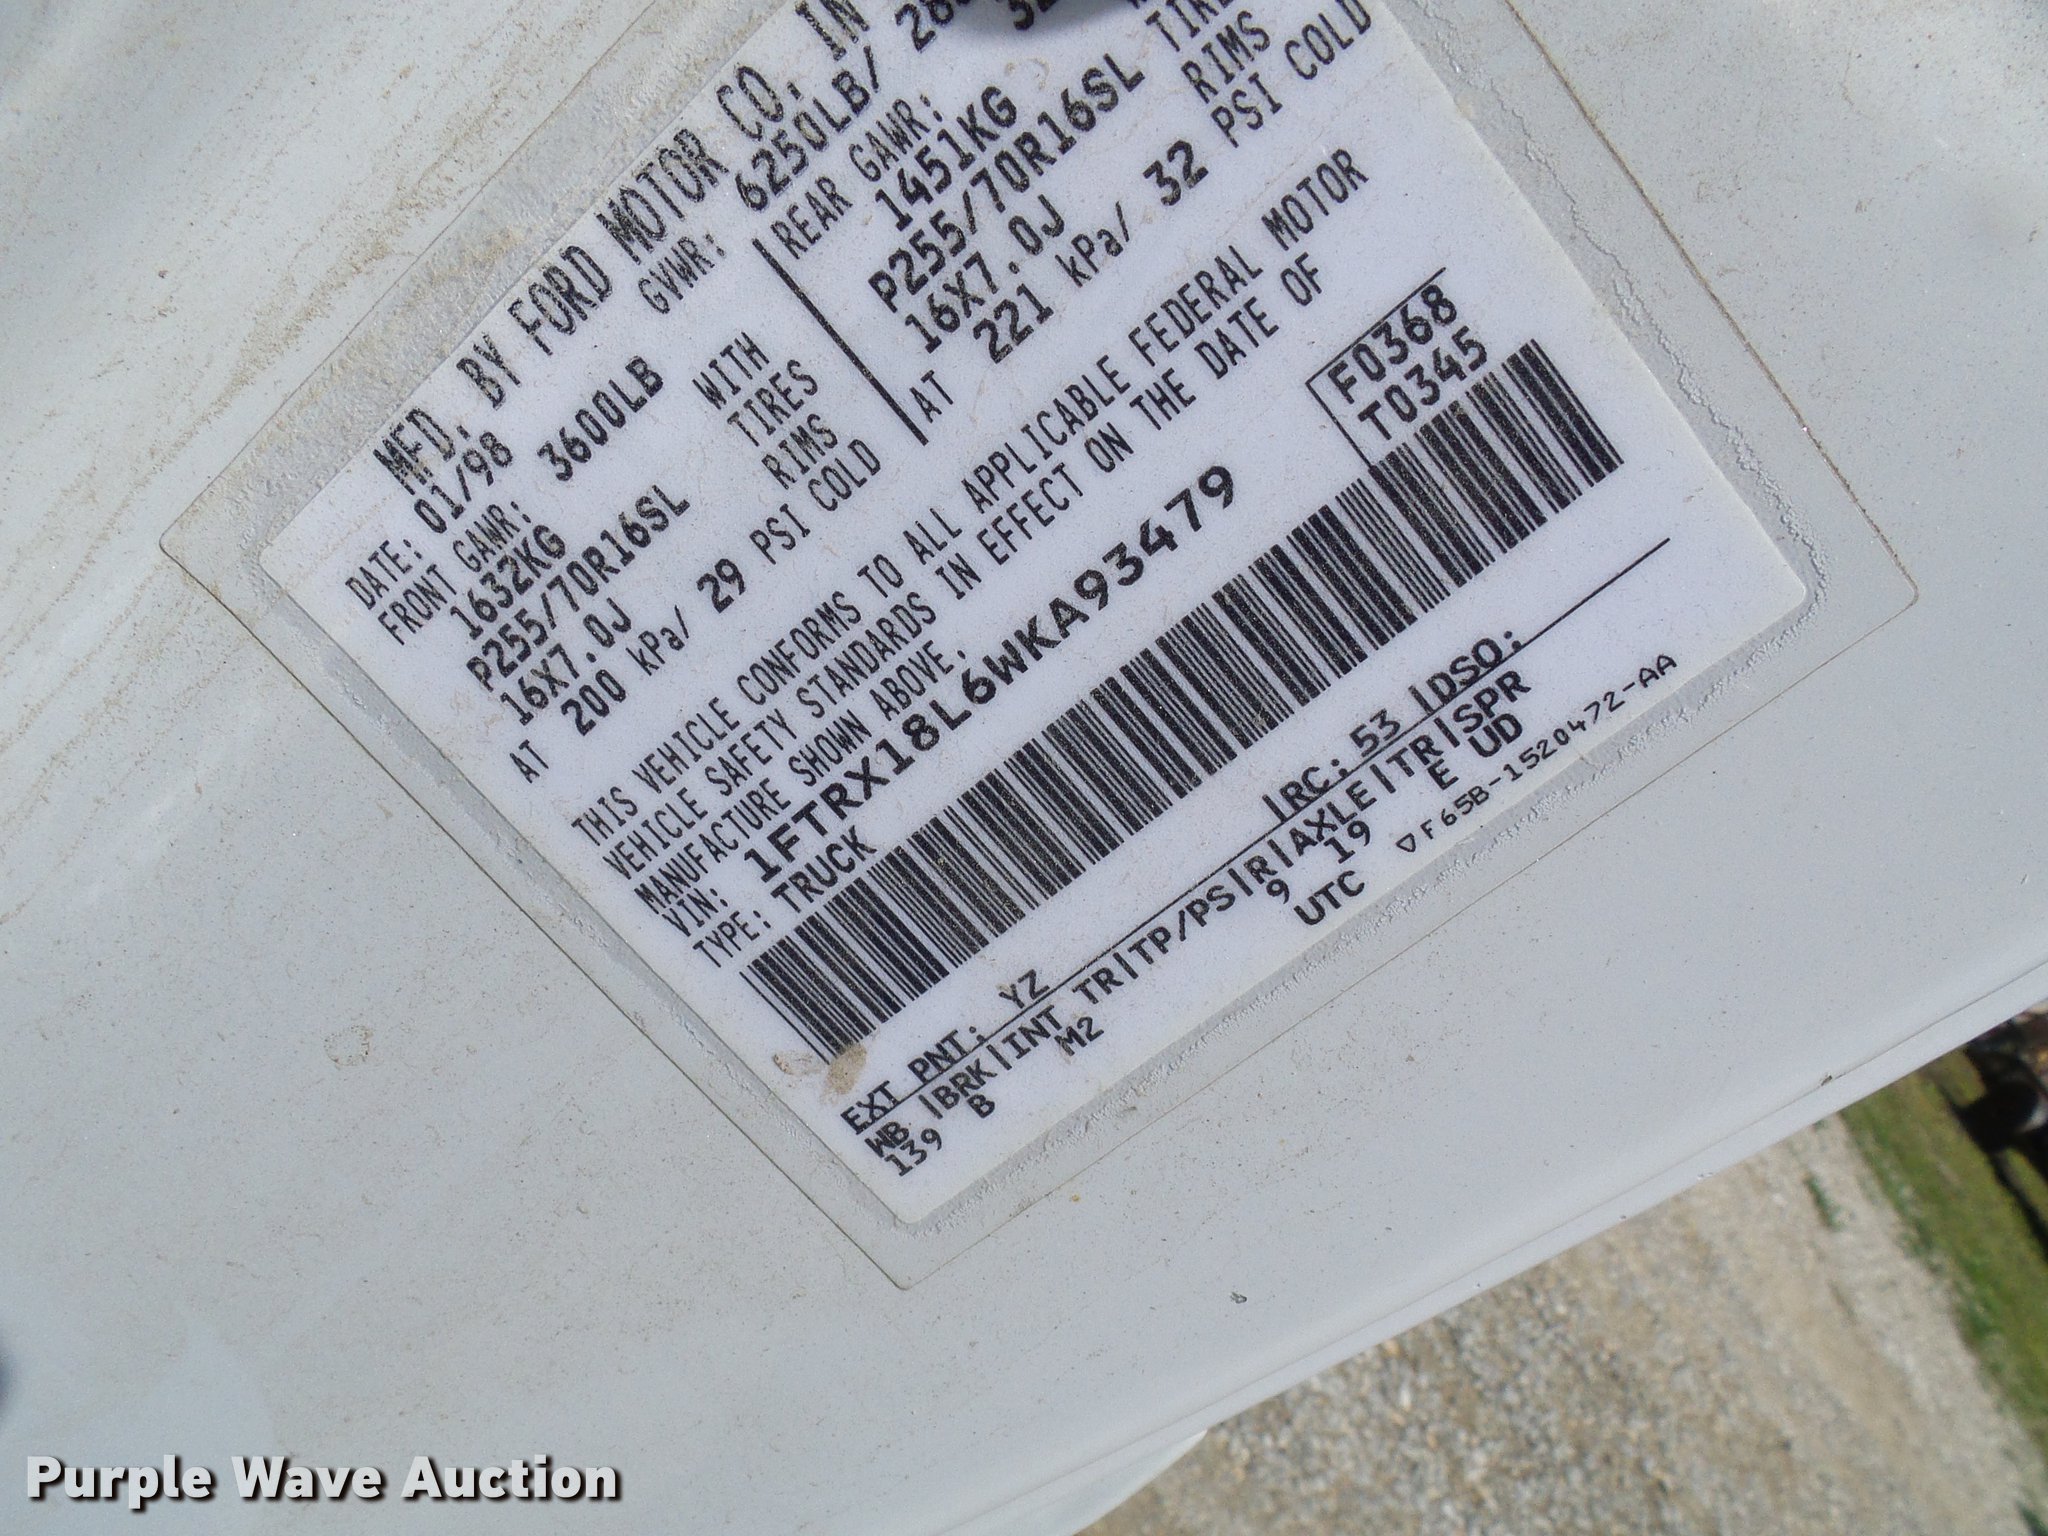 MFD. BY FORD MOTOR CO. IN
DATE: 01/98 GVWR: 6250LB/
FRONT GAWR: 3600LB REAR GAWR:
1632KG WITH 1451KG
P255/70R16SL TIRES P255/70R16SL
16X7.0J RIMS 16X7.0J RIMS
AT 200 kPa/ 29 PSI COLD AT 221 kPa/ 32 PSI COLD
THIS VEHICLE CONFORMS TO ALL APPLICABLE FEDERAL MOTOR
VEHICLE SAFETY STANDARDS IN EFFECT ON THE DATE OF
MANUFACTURE SHOWN ABOVE.
VIN: 1FTRX18L6WKA93479 F0368
TYPE: TRUCK T0345
EXT PNT: YZ |RC: 53 |DSO:
WB |BRK|INT TR|TP/PS|R|AXLE|TR|SPR
139 B M2 9 19 E UD
UTC
▽F65B-1520472-AA
Purple Wave Auction